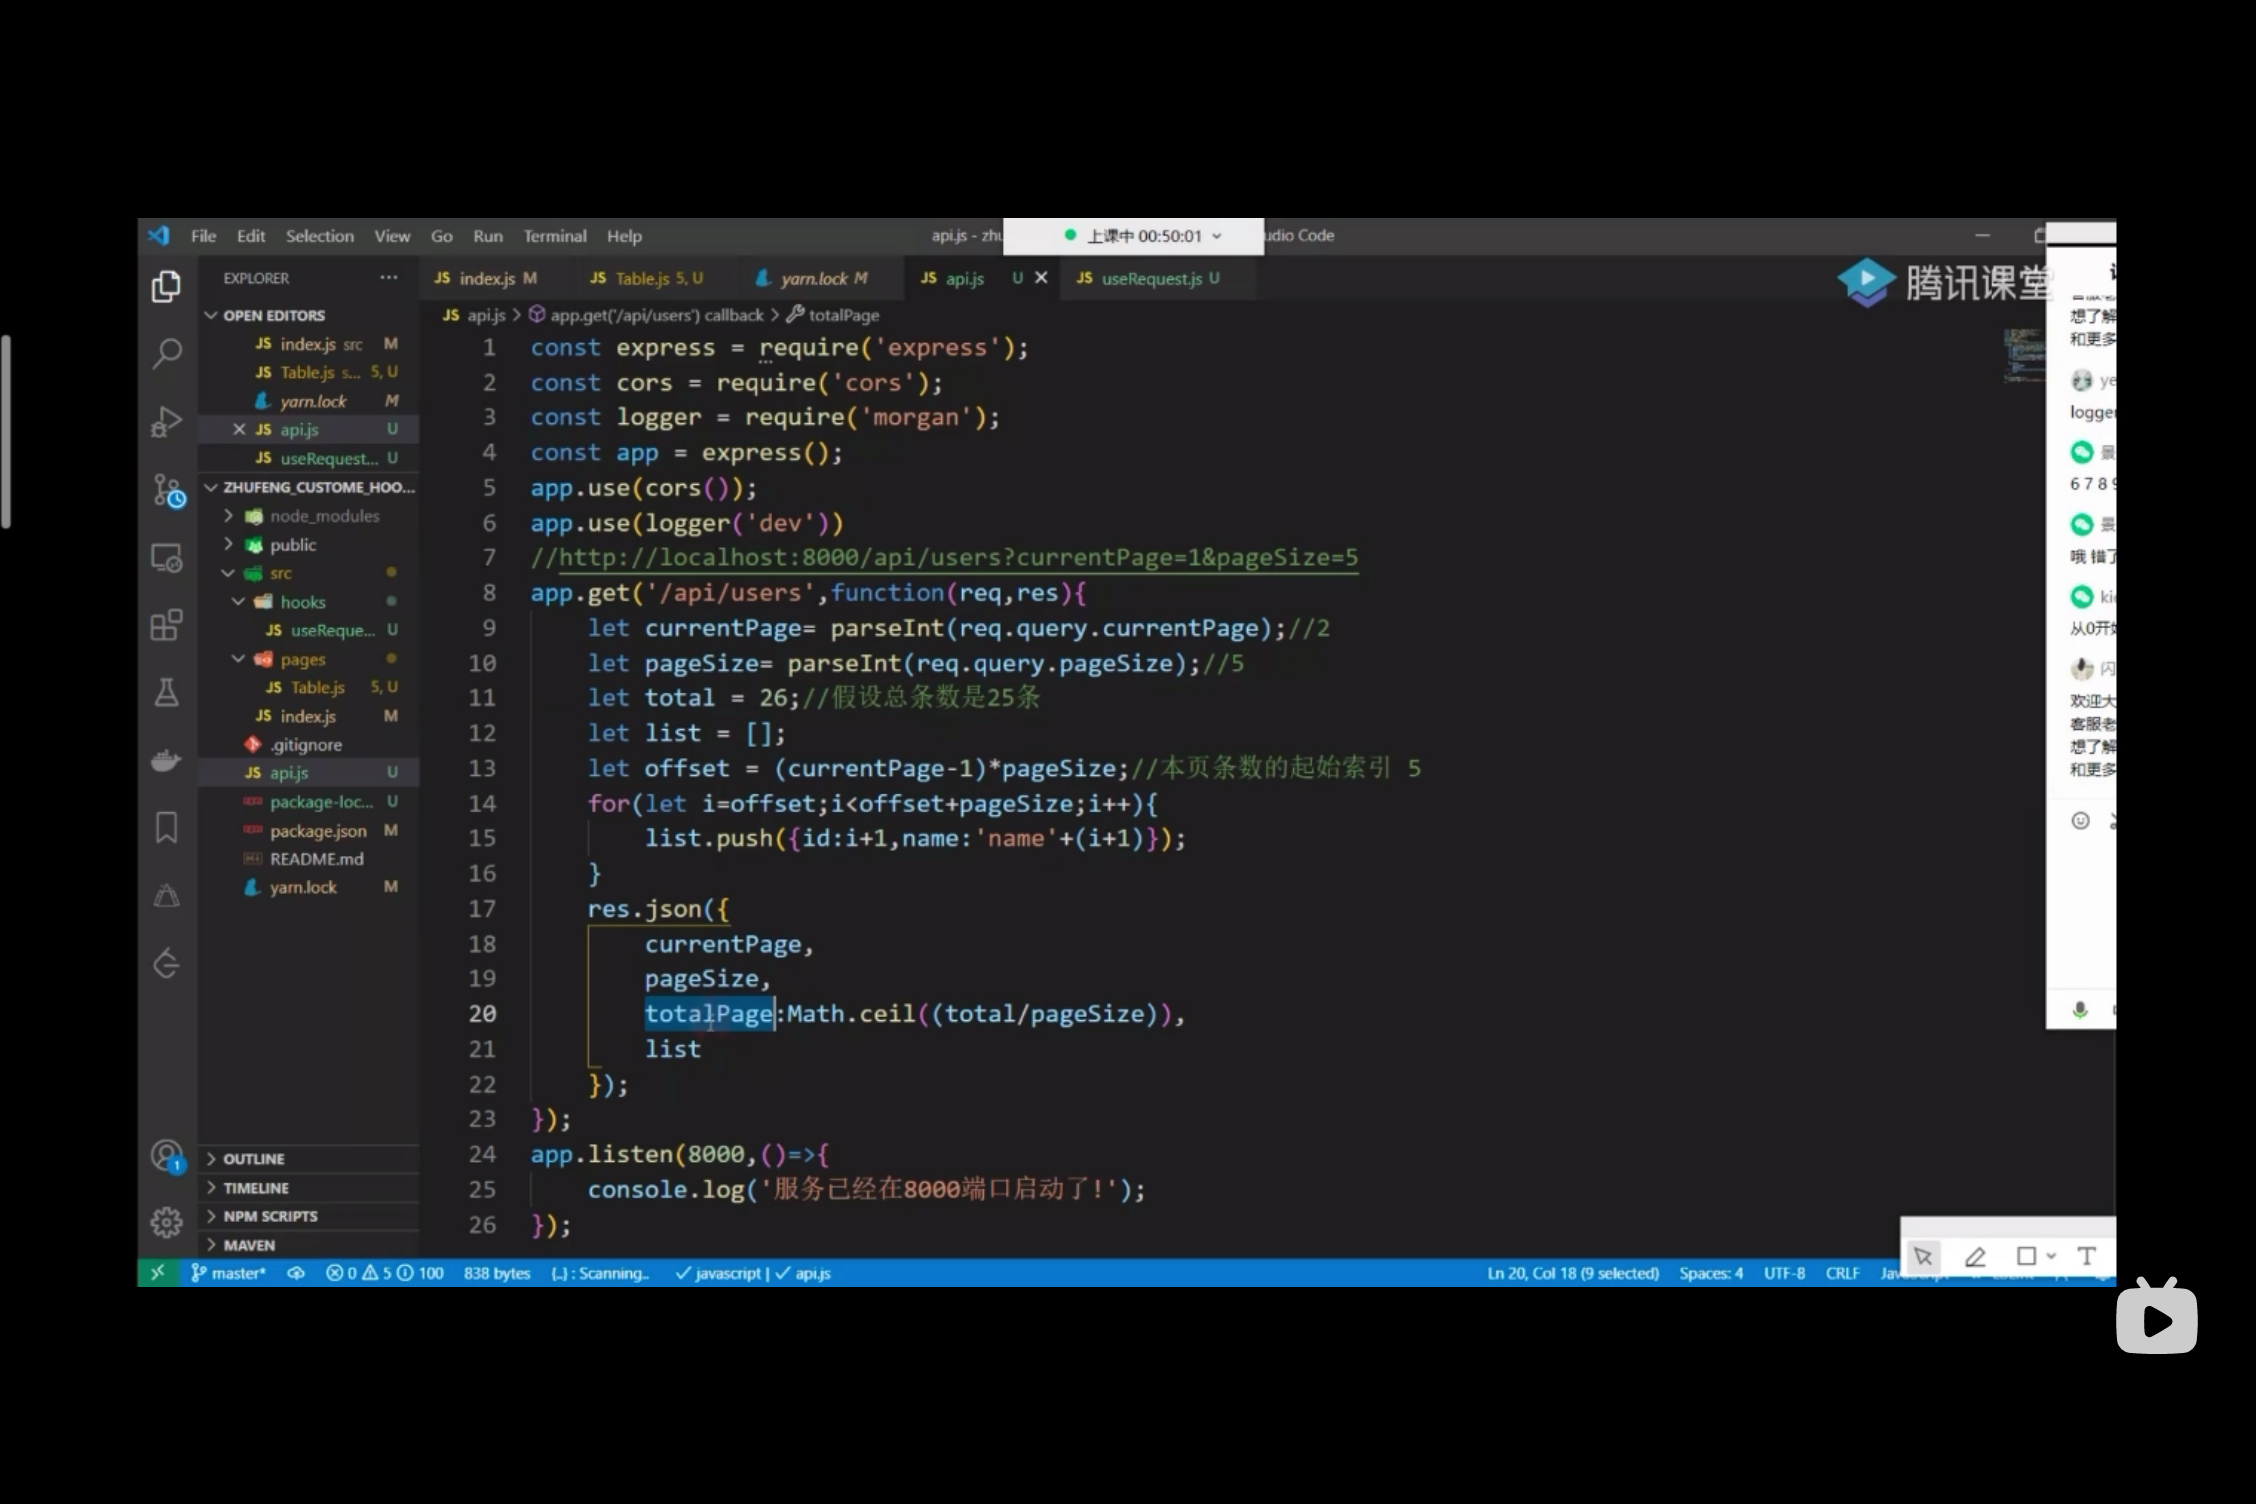 File Edit Selection View Go Run Terminal Help
api.js - zhu
上课中 00:50:01
udio Code
EXPLORER
JS index.js M
JS Table.js 5, U
yarn.lock M
JS api.js U
JS useRequest.js U
腾讯课堂
JS api.js > app.get('/api/users') callback > totalPage
OPEN EDITORS
JS index.js src M
JS Table.js s... 5, U
yarn.lock M
JS api.js U
JS useRequest... U
ZHUFENG_CUSTOME_HOO...
node_modules
public
src
hooks
JS useReque... U
pages
JS Table.js 5, U
JS index.js M
.gitignore
JS api.js U
package-loc... U
package.json M
README.md
yarn.lock M
OUTLINE
TIMELINE
NPM SCRIPTS
MAVEN
1 const express = require('express');
2 const cors = require('cors');
3 const logger = require('morgan');
4 const app = express();
5 app.use(cors());
6 app.use(logger('dev'))
7 //http://localhost:8000/api/users?currentPage=1&pageSize=5
8 app.get('/api/users',function(req,res){
9 let currentPage= parseInt(req.query.currentPage);//2
10 let pageSize= parseInt(req.query.pageSize);//5
11 let total = 26;//假设总条数是25条
12 let list = [];
13 let offset = (currentPage-1)*pageSize;//本页条数的起始索引 5
14 for(let i=offset;i<offset+pageSize;i++){
15 list.push({id:i+1,name:'name'+(i+1)});
16 }
17 res.json({
18 currentPage,
19 pageSize,
20 totalPage:Math.ceil((total/pageSize)),
21 list
22 });
23 });
24 app.listen(8000,()=>{
25 console.log('服务已经在8000端口启动了!');
26 });
想了解
和更多
ye
logger
景
6 7 8 9
景
哦 错了
kie
从0开始
闪
欢迎大
客服老
想了解
和更多
T
1
master* 0 5 100 838 bytes {..} : Scanning.. javascript | api.js
Ln 20, Col 18 (9 selected) Spaces: 4 UTF-8 CRLF